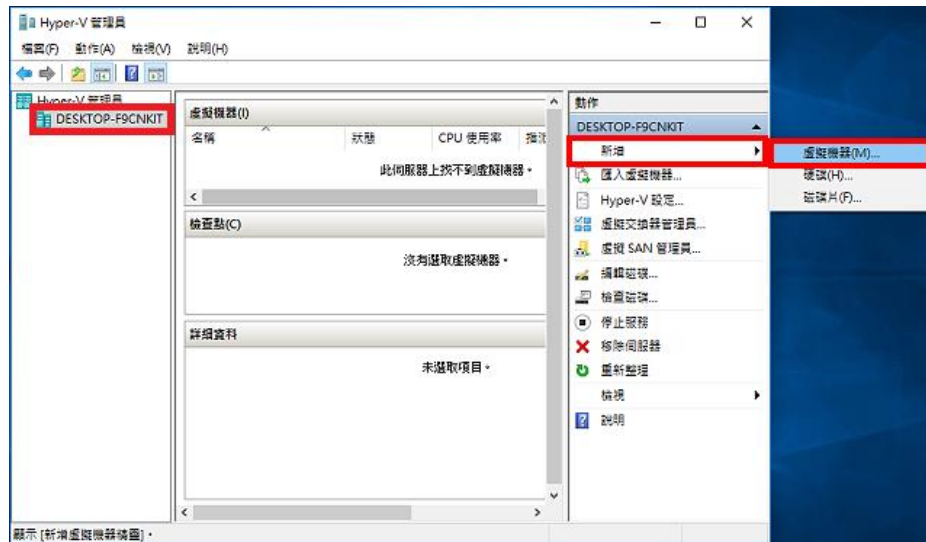 Hyper-V 管理員
檔案(F) 動作(A) 檢視(V) 說明(H)
Hyper-V 管理員
DESKTOP-F9CNKIT
虛擬機器(I)
名稱 狀態 CPU 使用率
此伺服器上找不到虛擬機器。
檢查點(C)
沒有選取虛擬機器。
詳細資料
未選取項目。
動作
DESKTOP-F9CNKIT
新增
匯入虛擬機器...
Hyper-V 設定...
虛擬交換器管理員...
虛擬 SAN 管理員...
編輯磁碟...
檢查磁碟...
停止服務
移除伺服器
重新整理
檢視
說明
虛擬機器(M)...
硬碟(H)...
磁碟片(F)...
顯示 [新增虛擬機器精靈]。